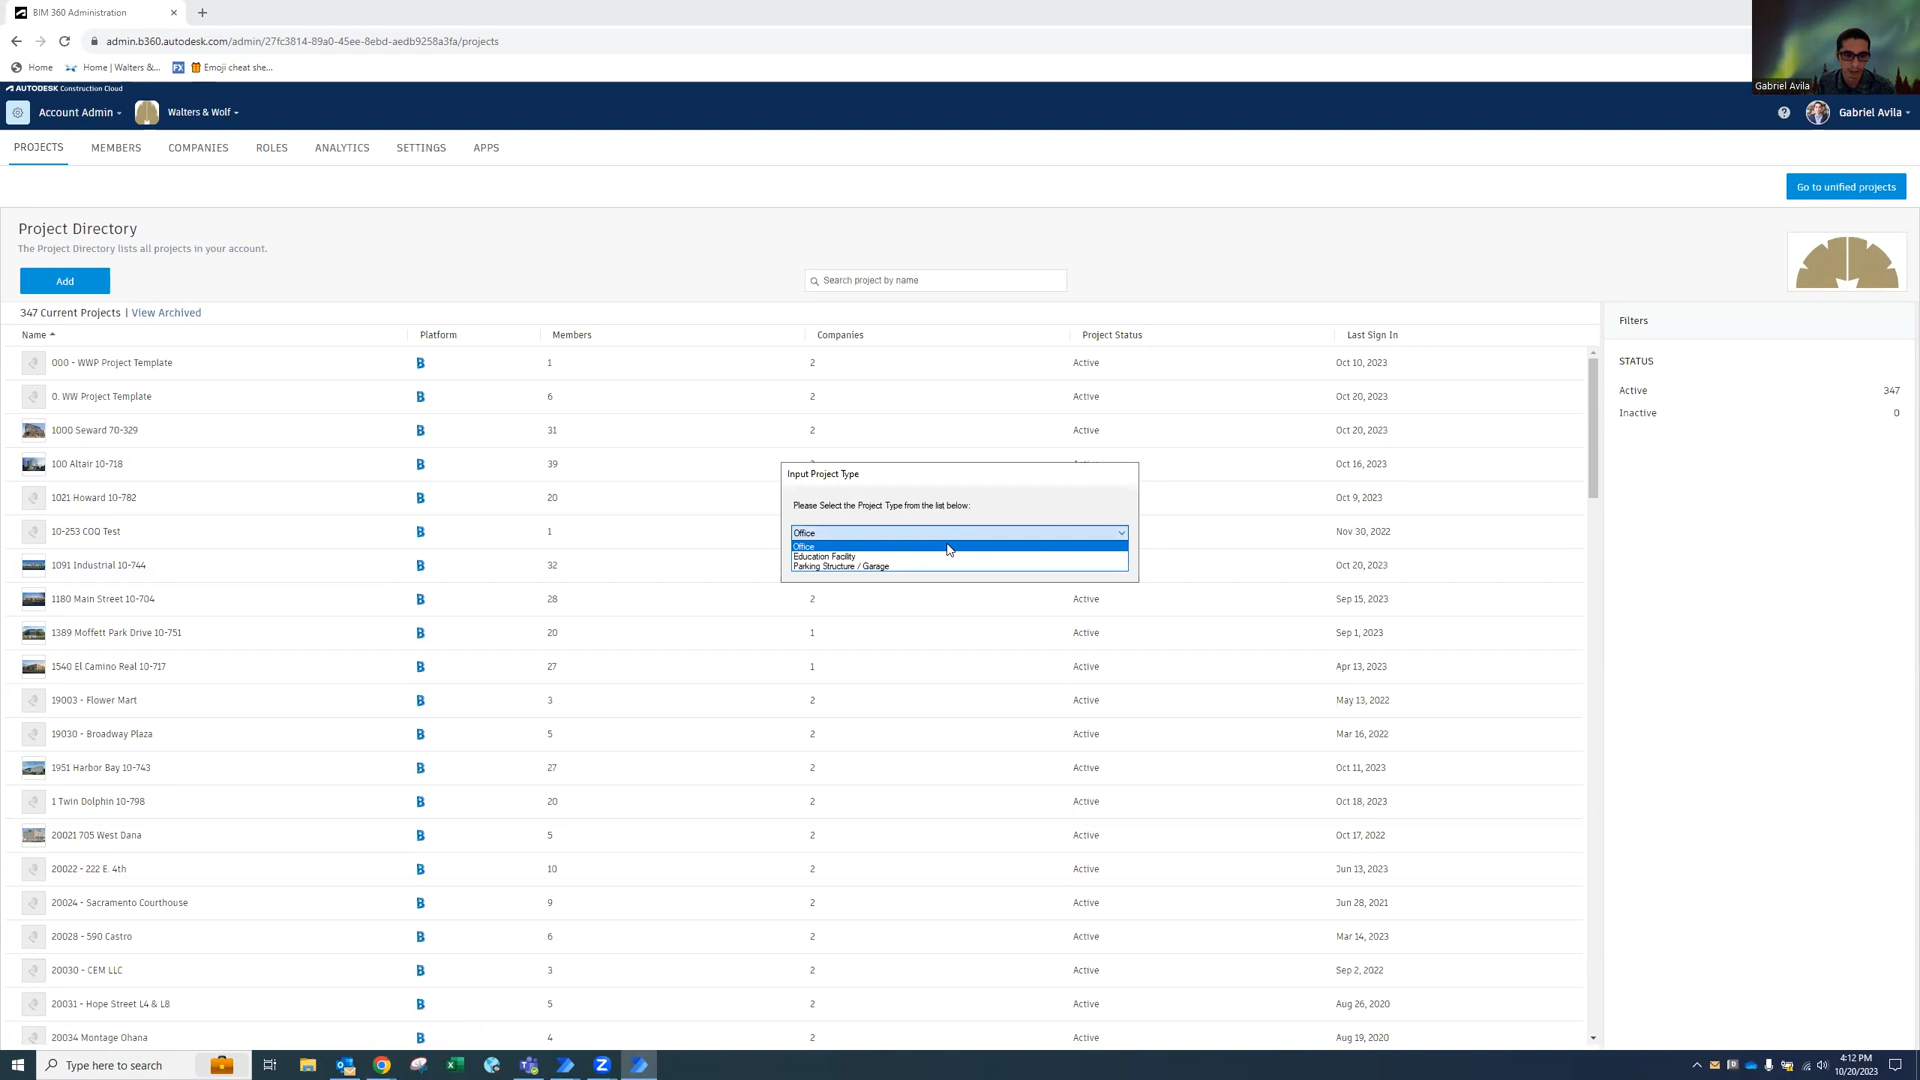 BIM 360 Administration
admin.b360.autodesk.com/admin/27fc3814-89a0-45ee-8ebd-aedb9258a3fa/projects
Home
Home | Walters &...
FX
Emoji cheat she...
Gabriel Avila
AUTODESK Construction Cloud
Account Admin
Walters & Wolf
Gabriel Avila
PROJECTS MEMBERS COMPANIES ROLES ANALYTICS SETTINGS APPS
Go to unified projects
Project Directory
The Project Directory lists all projects in your account.
Add
Search project by name
347 Current Projects | View Archived
Filters
Name Platform Members Companies Project Status Last Sign In
STATUS
Active 347
Inactive 0
000 - WWP Project Template B 1 2 Active Oct 10, 2023
0. WW Project Template B 6 2 Active Oct 20, 2023
1000 Seward 70-329 B 31 2 Active Oct 20, 2023
100 Altair 10-718 B 39 Oct 16, 2023
1021 Howard 10-782 B 20 Oct 9, 2023
10-253 COQ Test B 1 Nov 30, 2022
1091 Industrial 10-744 B 32 Oct 20, 2023
Input Project Type
Please Select the Project Type from the list below:
Office
Office
Education Facility
Parking Structure / Garage
1180 Main Street 10-704 B 28 2 Active Sep 15, 2023
1389 Moffett Park Drive 10-751 B 20 1 Active Sep 1, 2023
1540 El Camino Real 10-717 B 27 1 Active Apr 13, 2023
19003 - Flower Mart B 3 2 Active May 13, 2022
19030 - Broadway Plaza B 5 2 Active Mar 16, 2022
1951 Harbor Bay 10-743 B 27 2 Active Oct 11, 2023
1 Twin Dolphin 10-798 B 20 2 Active Oct 18, 2023
20021 705 West Dana B 5 2 Active Oct 17, 2022
20022 - 222 E. 4th B 10 2 Active Jun 13, 2023
20024 - Sacramento Courthouse B 9 2 Active Jun 28, 2021
20028 - 590 Castro B 6 2 Active Mar 14, 2023
20030 - CEM LLC B 3 2 Active Sep 2, 2022
20031 - Hope Street L4 & L8 B 5 2 Active Aug 26, 2020
20034 Montage Ohana B 4 2 Active Aug 19, 2020
Type here to search
4:12 PM
10/20/2023